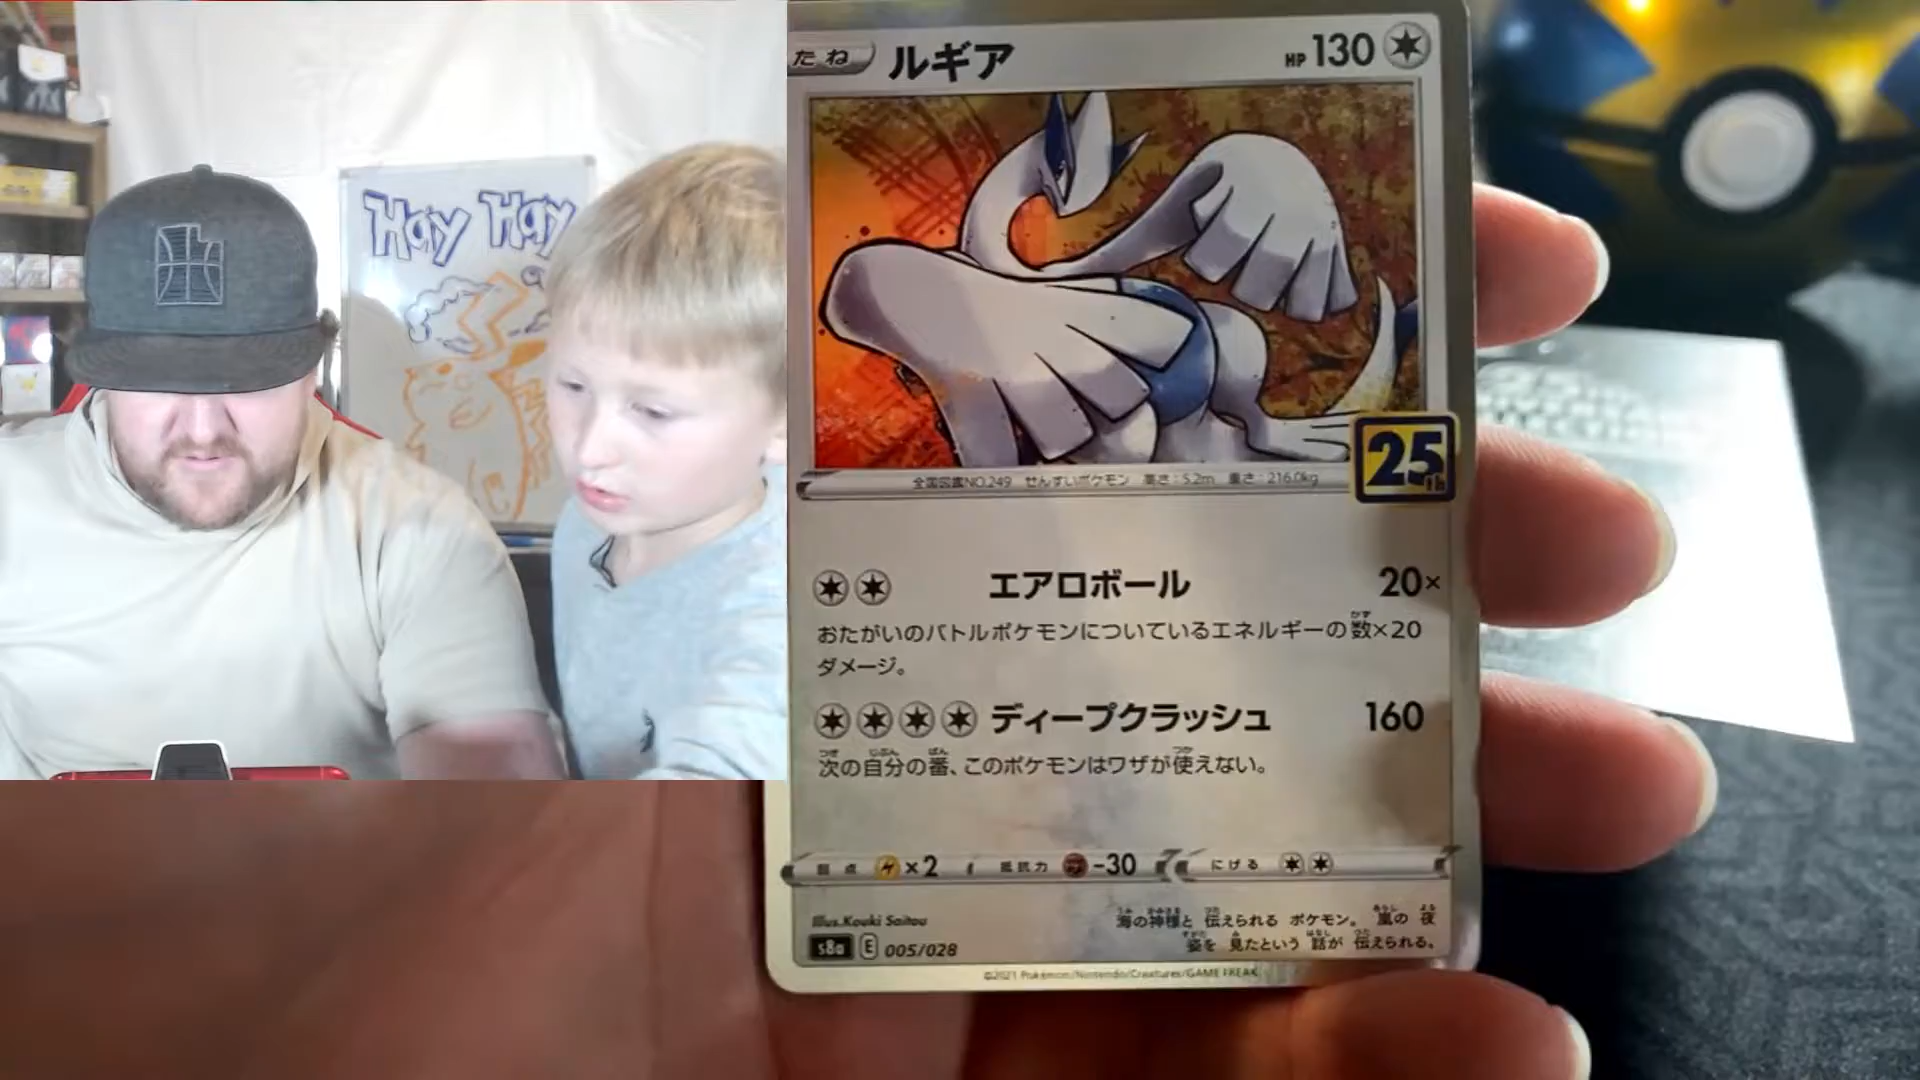 Hay Hay
たね ルギア HP130
25th
全国図鑑NO.249 せんすいポケモン 高さ:5.2m 重さ:216.0kg
エアロボール 20×
おたがいのバトルポケモンについているエネルギーの数×20
ダメージ。
ディープクラッシュ 160
次の自分の番、このポケモンはワザが使えない。
弱点 ×2 抵抗力 -30 にげる
Illus.Kouki Saitou
海の神様と 伝えられる ポケモン。 嵐の 夜
姿を 見たという 話が 伝えられる。
s8a E 005/028
©2021 Pokémon/Nintendo/Creatures/GAME FREAK